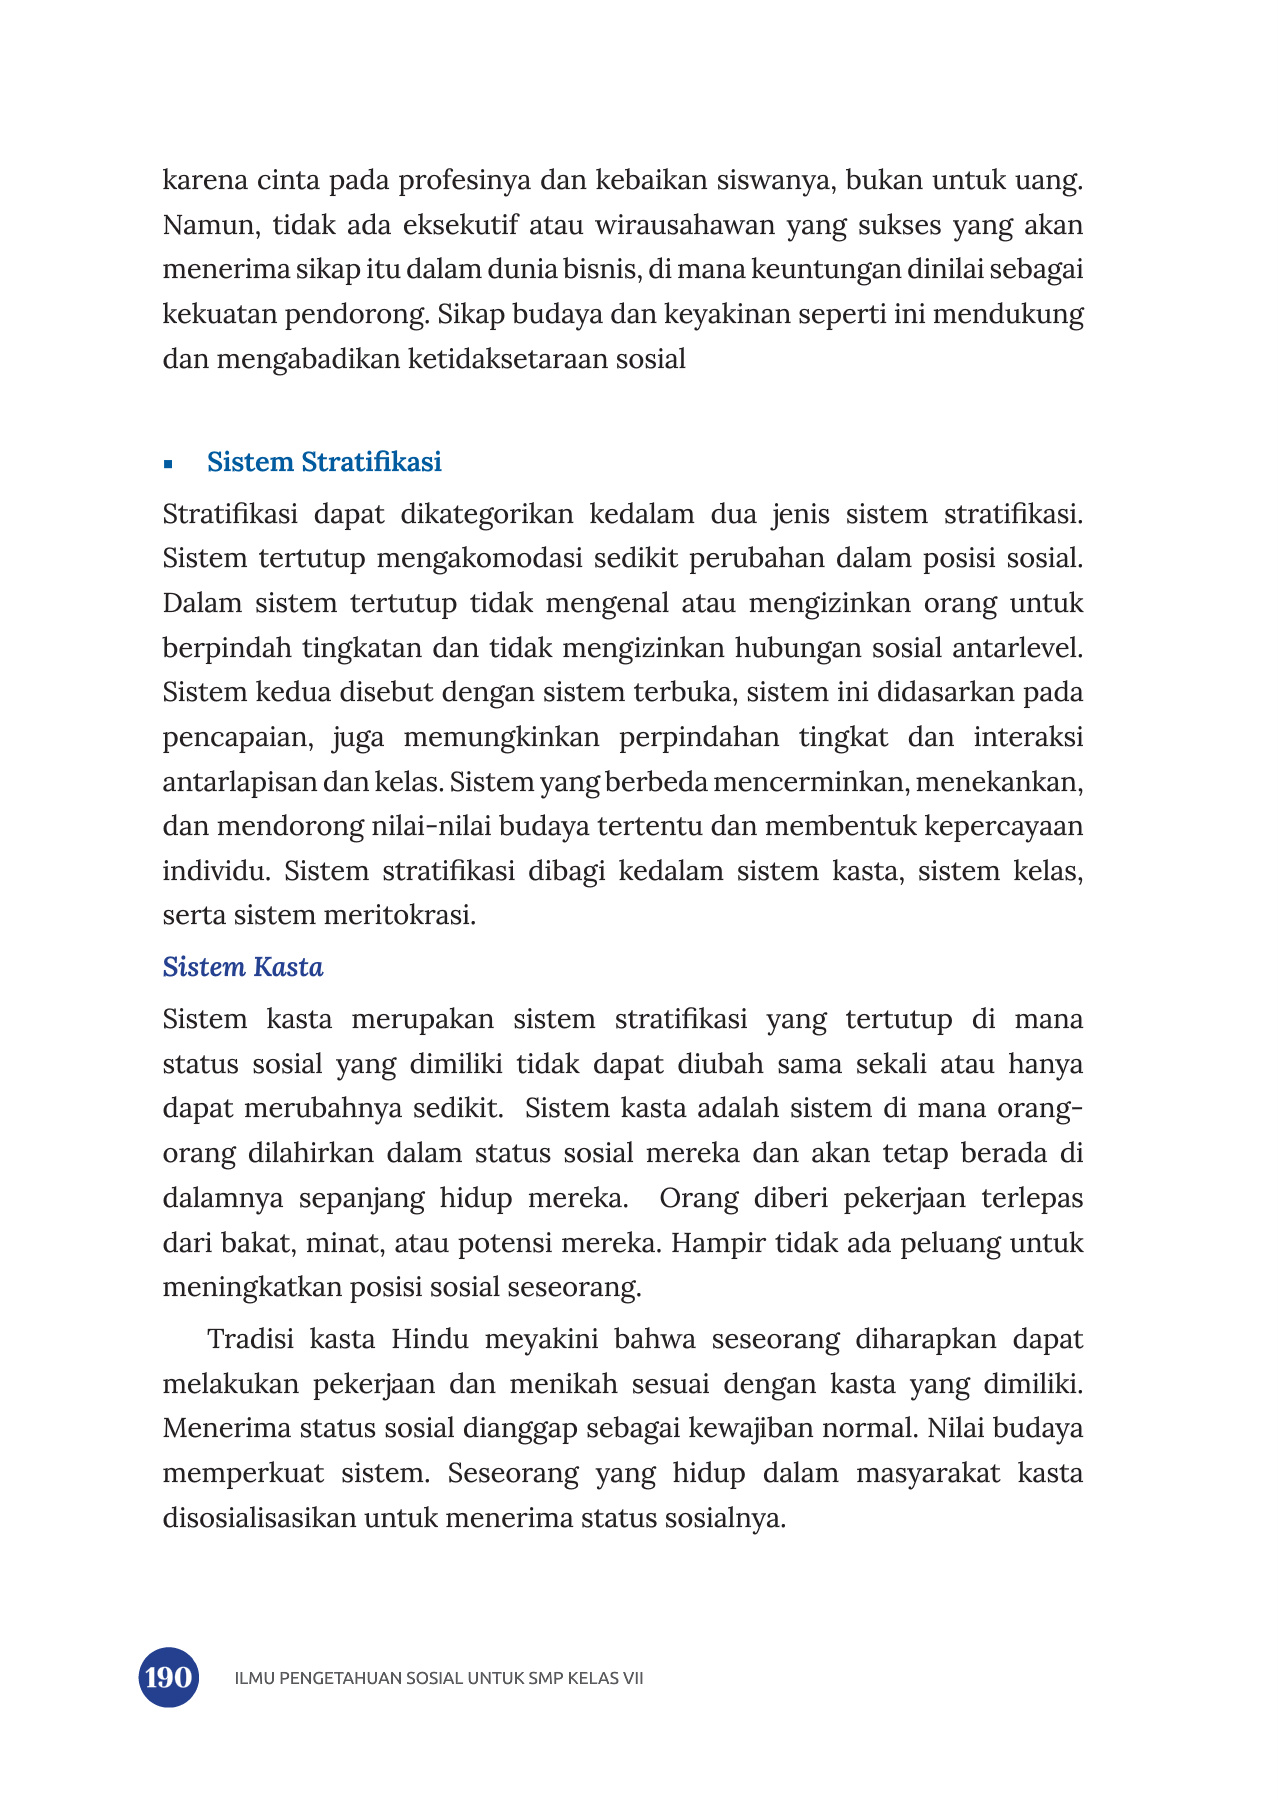 karena cinta pada profesinya dan kebaikan siswanya, bukan untuk uang.
Namun, tidak ada eksekutif atau wirausahawan yang sukses yang akan
menerima sikap itu dalam dunia bisnis, di mana keuntungan dinilai sebagai
kekuatan pendorong. Sikap budaya dan keyakinan seperti ini mendukung
dan mengabadikan ketidaksetaraan sosial
▪ Sistem Stratifikasi
Stratifikasi dapat dikategorikan kedalam dua jenis sistem stratifikasi.
Sistem tertutup mengakomodasi sedikit perubahan dalam posisi sosial.
Dalam sistem tertutup tidak mengenal atau mengizinkan orang untuk
berpindah tingkatan dan tidak mengizinkan hubungan sosial antarlevel.
Sistem kedua disebut dengan sistem terbuka, sistem ini didasarkan pada
pencapaian, juga memungkinkan perpindahan tingkat dan interaksi
antarlapisan dan kelas. Sistem yang berbeda mencerminkan, menekankan,
dan mendorong nilai-nilai budaya tertentu dan membentuk kepercayaan
individu. Sistem stratifikasi dibagi kedalam sistem kasta, sistem kelas,
serta sistem meritokrasi.
Sistem Kasta
Sistem kasta merupakan sistem stratifikasi yang tertutup di mana
status sosial yang dimiliki tidak dapat diubah sama sekali atau hanya
dapat merubahnya sedikit. Sistem kasta adalah sistem di mana orang-
orang dilahirkan dalam status sosial mereka dan akan tetap berada di
dalamnya sepanjang hidup mereka. Orang diberi pekerjaan terlepas
dari bakat, minat, atau potensi mereka. Hampir tidak ada peluang untuk
meningkatkan posisi sosial seseorang.
Tradisi kasta Hindu meyakini bahwa seseorang diharapkan dapat
melakukan pekerjaan dan menikah sesuai dengan kasta yang dimiliki.
Menerima status sosial dianggap sebagai kewajiban normal. Nilai budaya
memperkuat sistem. Seseorang yang hidup dalam masyarakat kasta
disosialisasikan untuk menerima status sosialnya.
190 ILMU PENGETAHUAN SOSIAL UNTUK SMP KELAS VII